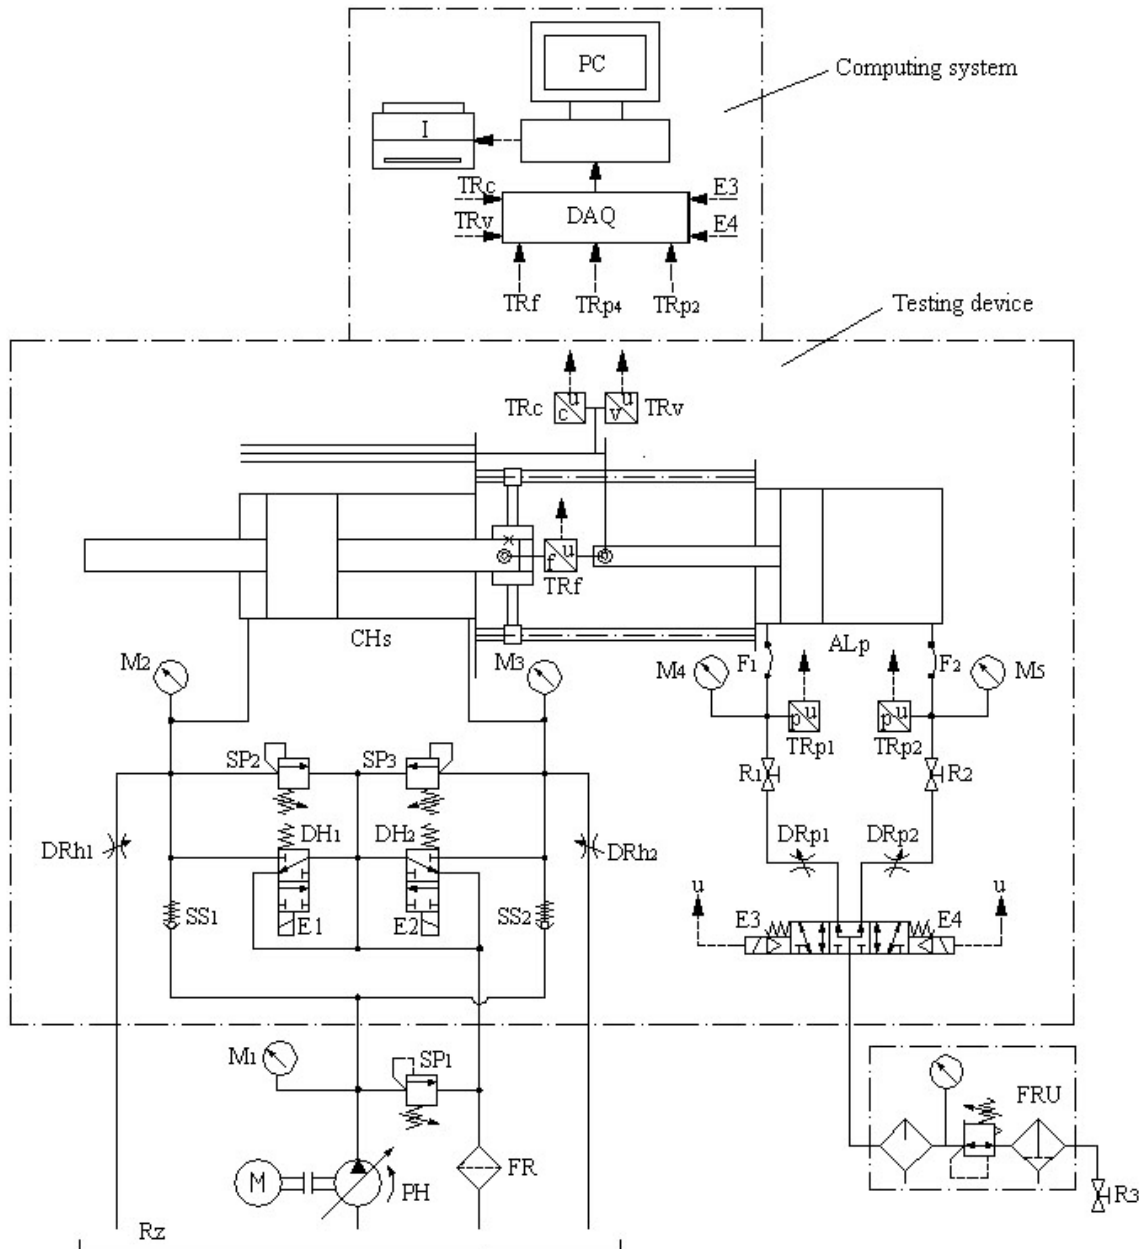 PC
Computing system
I
TRc
E3
DAQ
TRv
E4
TRf
TRp4
TRp2
Testing device
u
u
TRc
c
v
TRv
u
f
TRf
CHs
ALp
M2
M3
M4
F1
F2
M5
p u
p u
TRp1
TRp2
SP2
SP3
R1
R2
DRh1
DH1
DH2
DRh2
DRp1
DRp2
SS1
E1
E2
SS2
u
E3
E4
u
M1
SP1
FRU
M
PH
FR
R3
Rz